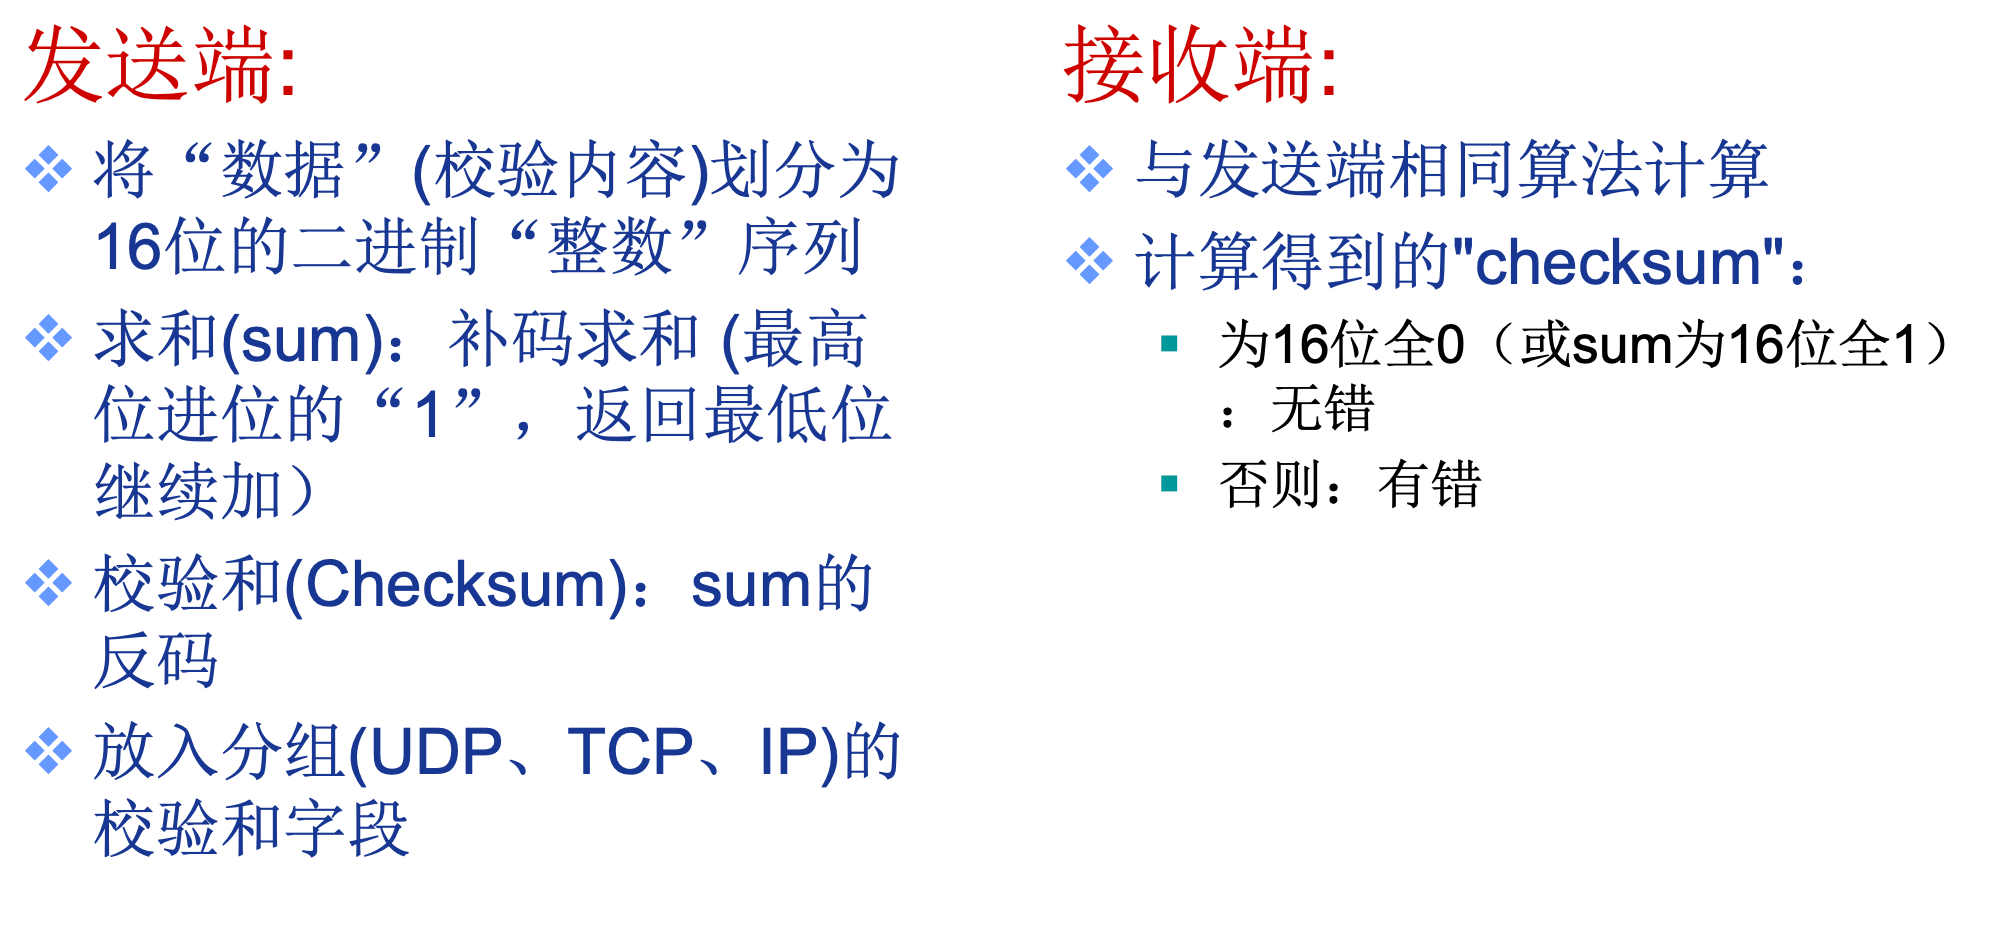 发送端:
将“数据”(校验内容)划分为
16位的二进制“整数”序列
求和(sum)：补码求和 (最高
位进位的“1”，返回最低位
继续加）
校验和(Checksum)：sum的
反码
放入分组(UDP、TCP、IP)的
校验和字段
接收端:
与发送端相同算法计算
计算得到的"checksum"：
为16位全0（或sum为16位全1）
：无错
否则：有错